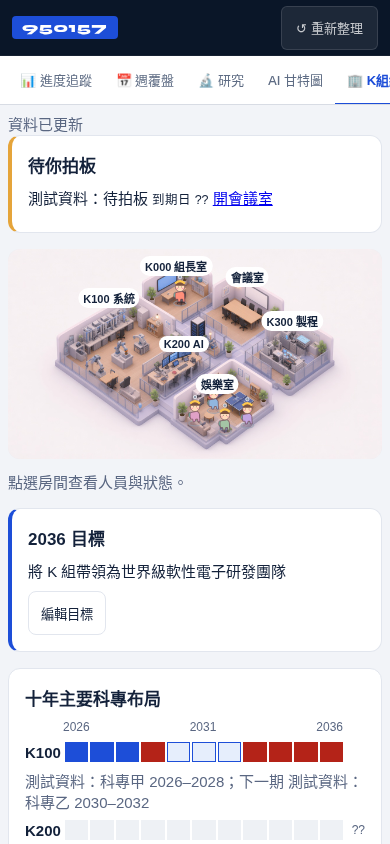 950157
↺ 重新整理
📊 進度追蹤
📅 週覆盤
🔬 研究
AI 甘特圖
🏢 K組
資料已更新
待你拍板
測試資料：待拍板 到期日 ?? 開會議室
K000 組長室
會議室
K100 系統
K300 製程
K200 AI
娛樂室
點選房間查看人員與狀態。
2036 目標
將 K 組帶領為世界級軟性電子研發團隊
編輯目標
十年主要科專布局
2026 2031 2036
K100
測試資料：科專甲 2026–2028；下一期 測試資料：
科專乙 2030–2032
K200 ??